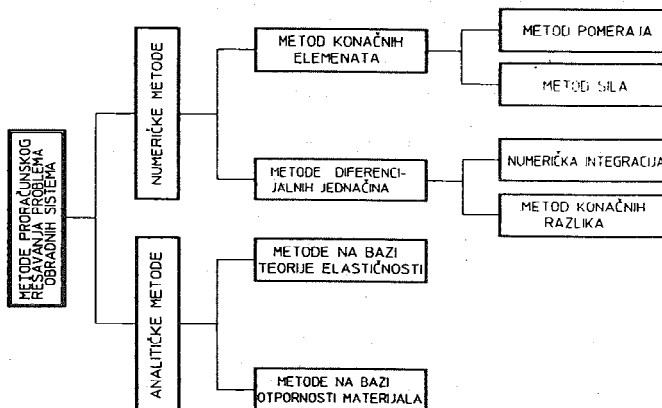 METODE PRORAČUNSKOG
REŠAVANJA PROBLEMA
OBRADNIH SISTEMA
NUMERIČKE METODE
METOD KONAČNIH
ELEMENATA
METOD POMERAJA
METOD SILA
METODE DIFERENCI-
JALNIH JEDNAČINA
NUMERIČKA INTEGRACIJA
METOD KONAČNIH
RAZLIKA
ANALITIČKE METODE
METODE NA BAZI
TEORIJE ELASTIČNOSTI
METODE NA BAZI
OTPORNOSTI MATERIJALA